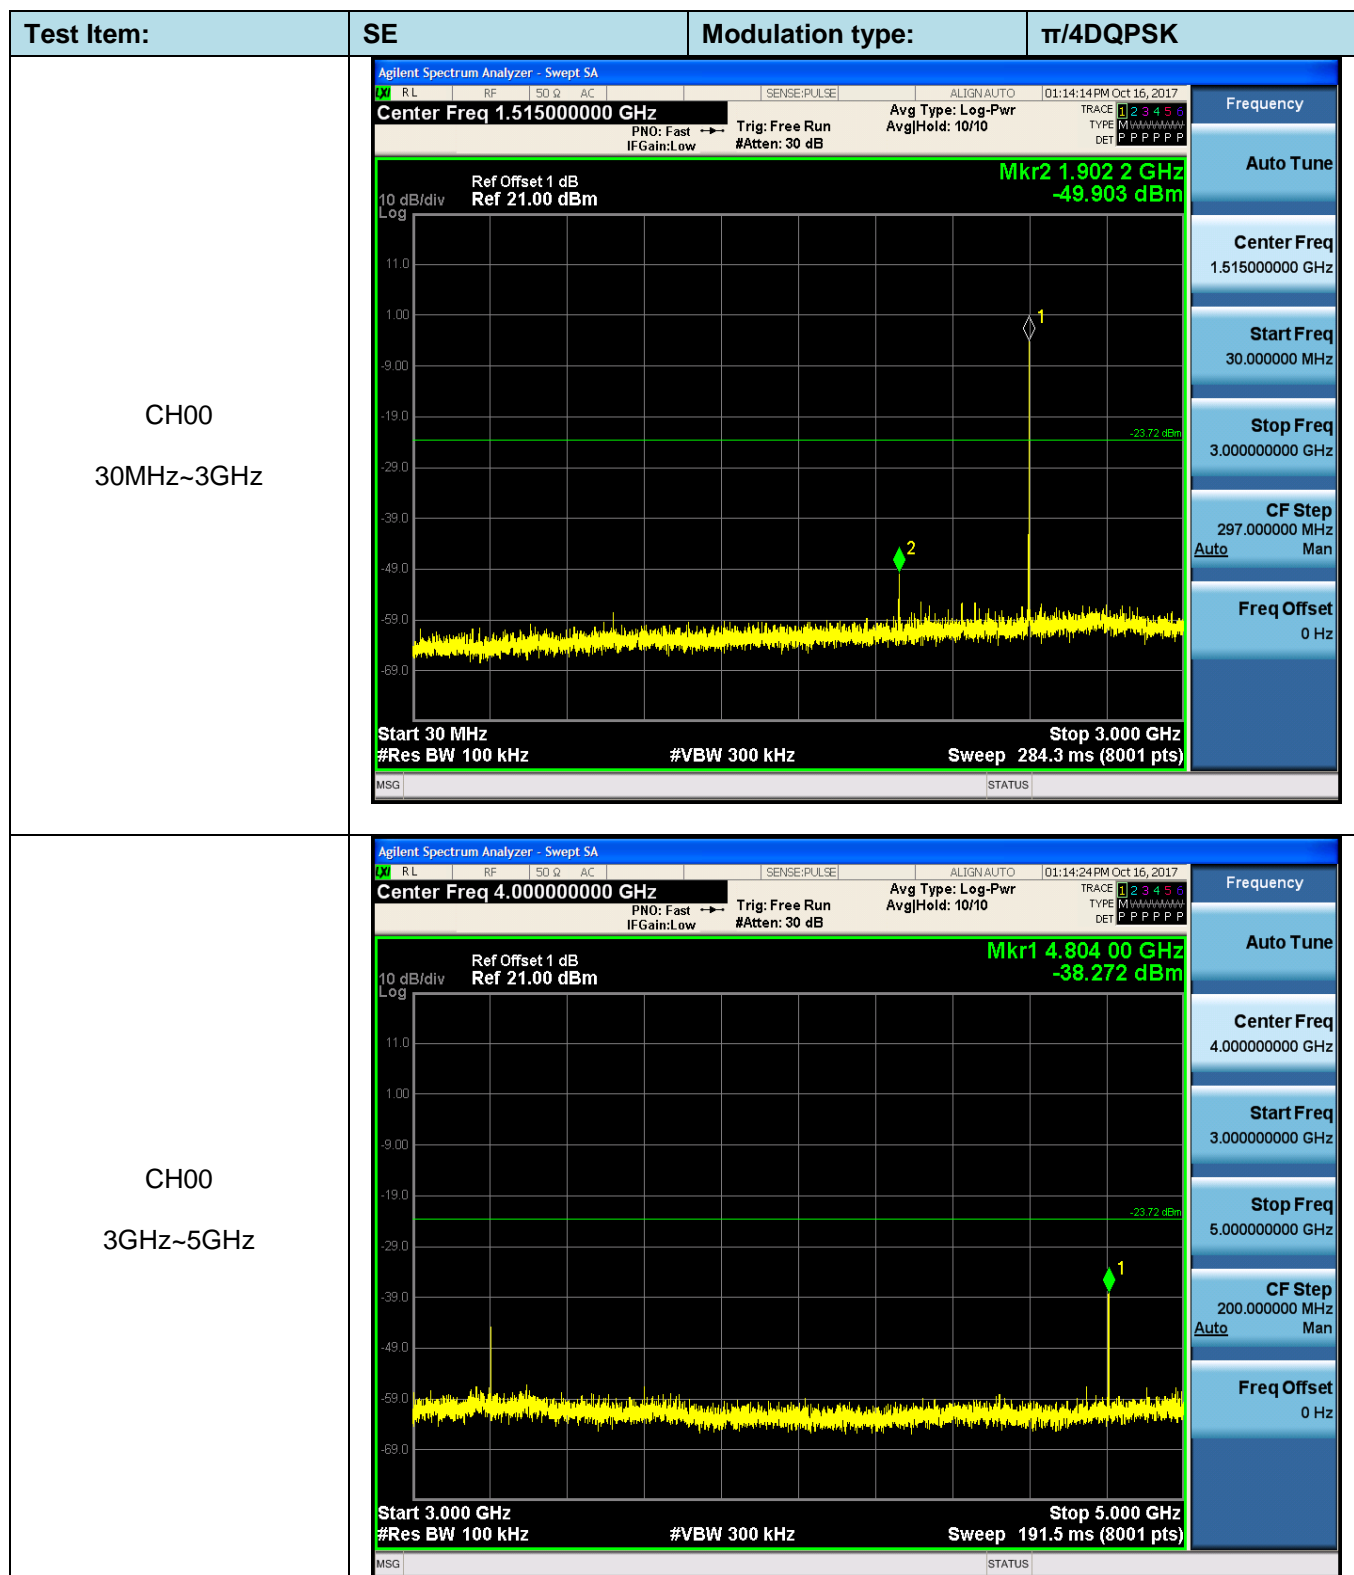 Test Item: SE Modulation type: π/4DQPSK
CH00
30MHz~3GHz
Agilent Spectrum Analyzer - Swept SA
LXI RL RF 50 Ω AC SENSE:PULSE ALIGN AUTO 01:14:14 PM Oct 16, 2017
Center Freq 1.515000000 GHz
PNO: Fast
IFGain:Low
Trig: Free Run
#Atten: 30 dB
Avg Type: Log-Pwr
Avg|Hold: 10/10
TRACE 1 2 3 4 5 6
TYPE M
DET P P P P P P
Mkr2 1.902 2 GHz
-49.903 dBm
Ref Offset 1 dB
10 dB/div Ref 21.00 dBm
Log
11.0
1.00
-9.00
-19.0
-29.0
-39.0
-49.0
-59.0
-69.0
1
-23.72 dBm
2
Start 30 MHz Stop 3.000 GHz
#Res BW 100 kHz #VBW 300 kHz Sweep 284.3 ms (8001 pts)
MSG STATUS
Frequency
Auto Tune
Center Freq
1.515000000 GHz
Start Freq
30.000000 MHz
Stop Freq
3.000000000 GHz
CF Step
297.000000 MHz
Auto Man
Freq Offset
0 Hz
CH00
3GHz~5GHz
Agilent Spectrum Analyzer - Swept SA
LXI RL RF 50 Ω AC SENSE:PULSE ALIGN AUTO 01:14:24 PM Oct 16, 2017
Center Freq 4.000000000 GHz
PNO: Fast
IFGain:Low
Trig: Free Run
#Atten: 30 dB
Avg Type: Log-Pwr
Avg|Hold: 10/10
TRACE 1 2 3 4 5 6
TYPE M
DET P P P P P P
Mkr1 4.804 00 GHz
-38.272 dBm
Ref Offset 1 dB
10 dB/div Ref 21.00 dBm
Log
11.0
1.00
-9.00
-19.0
-29.0
-39.0
-49.0
-59.0
-69.0
-23.72 dBm
1
Start 3.000 GHz Stop 5.000 GHz
#Res BW 100 kHz #VBW 300 kHz Sweep 191.5 ms (8001 pts)
MSG STATUS
Frequency
Auto Tune
Center Freq
4.000000000 GHz
Start Freq
3.000000000 GHz
Stop Freq
5.000000000 GHz
CF Step
200.000000 MHz
Auto Man
Freq Offset
0 Hz